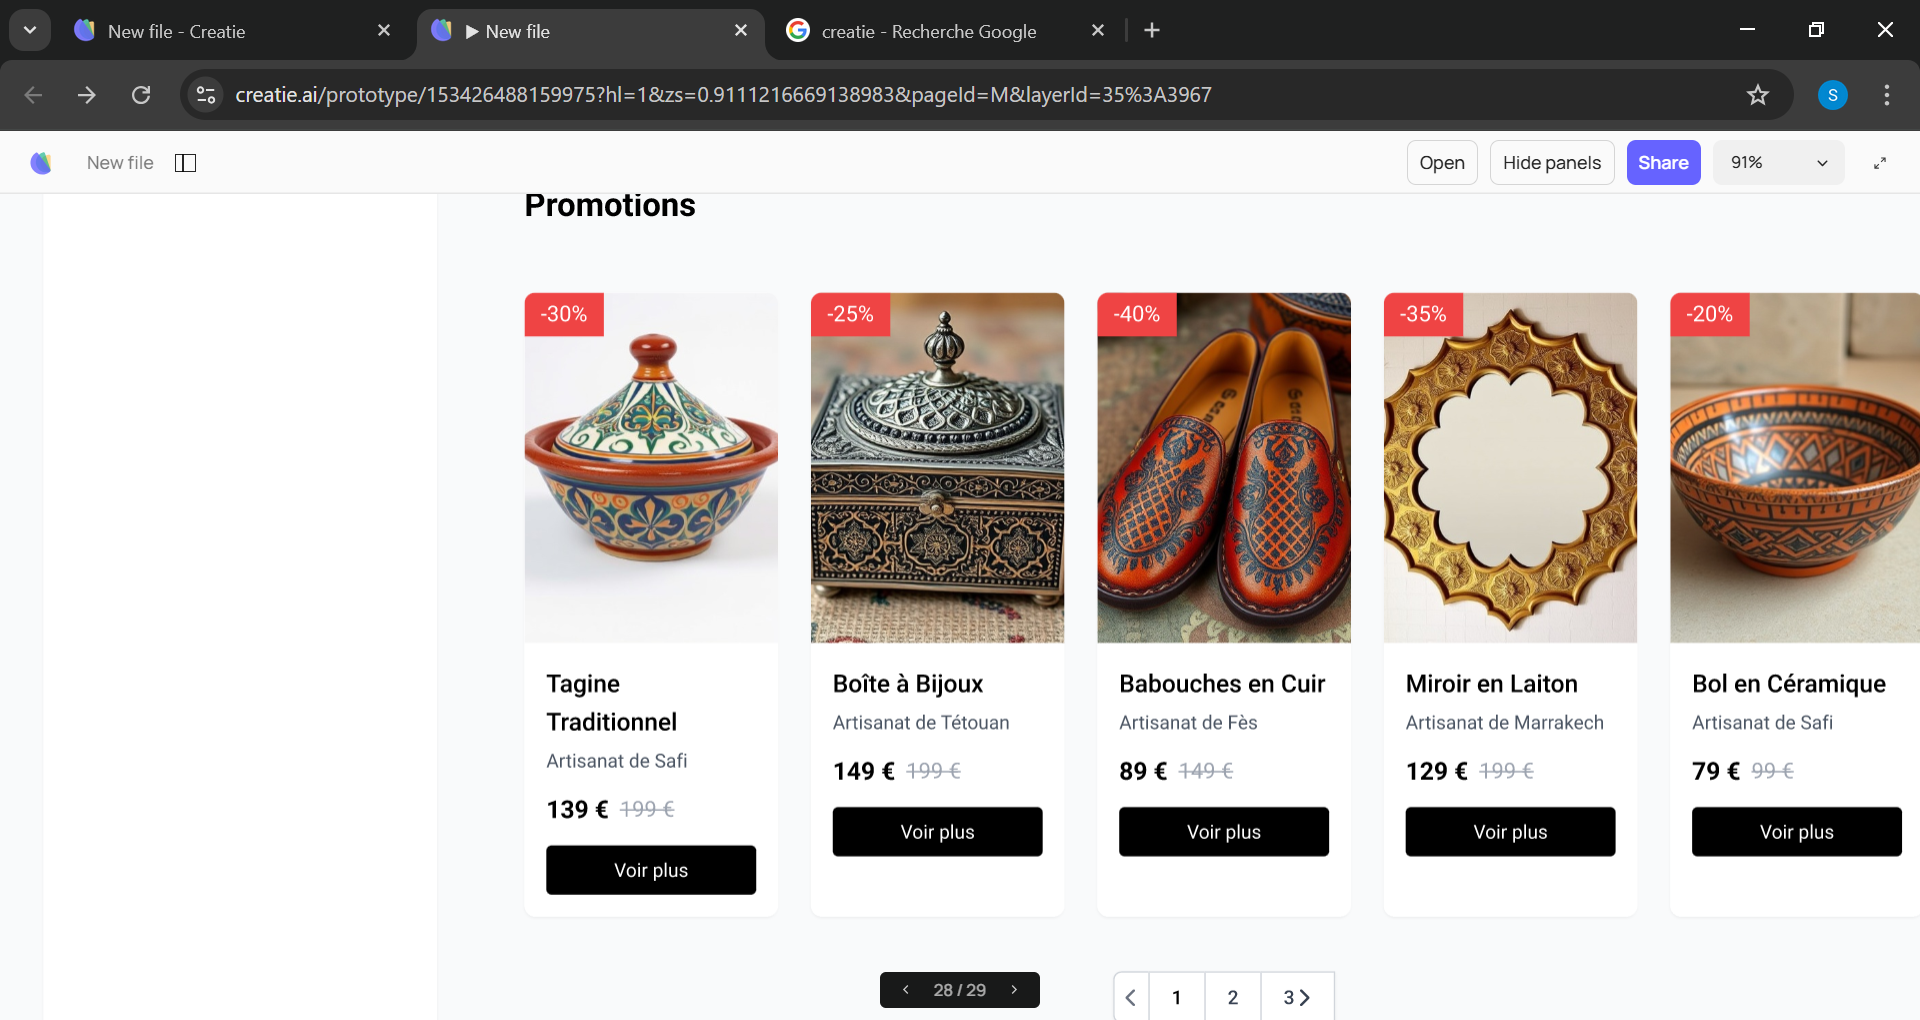 New file - Creatie
▶ New file
creatie - Recherche Google
creatie.ai/prototype/153426488159975?hl=1&zs=0.9111216669138983&pageId=M&layerId=35%3A3967
S
New file
Open
Hide panels
Share
91%
Promotions
-30%
-25%
-40%
-35%
-20%
Tagine
Traditionnel
Artisanat de Safi
139 € 199 €
Voir plus
Boîte à Bijoux
Artisanat de Tétouan
149 € 199 €
Voir plus
Babouches en Cuir
Artisanat de Fès
89 € 149 €
Voir plus
Miroir en Laiton
Artisanat de Marrakech
129 € 199 €
Voir plus
Bol en Céramique
Artisanat de Safi
79 € 99 €
Voir plus
< 28 / 29 >
< 1 2 3 >